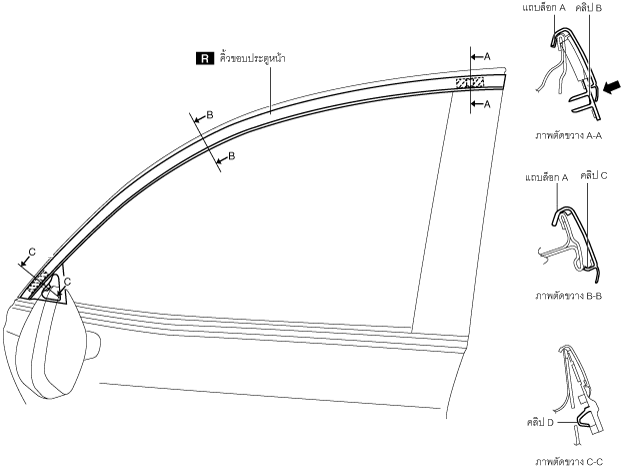 แถบล็อก A คลิป B
A
R คิ้วขอบประตูหน้า
A
B
B
ภาพตัดขวาง A-A
แถบล็อก A คลิป C
C
C
ภาพตัดขวาง B-B
คลิป D
ภาพตัดขวาง C-C